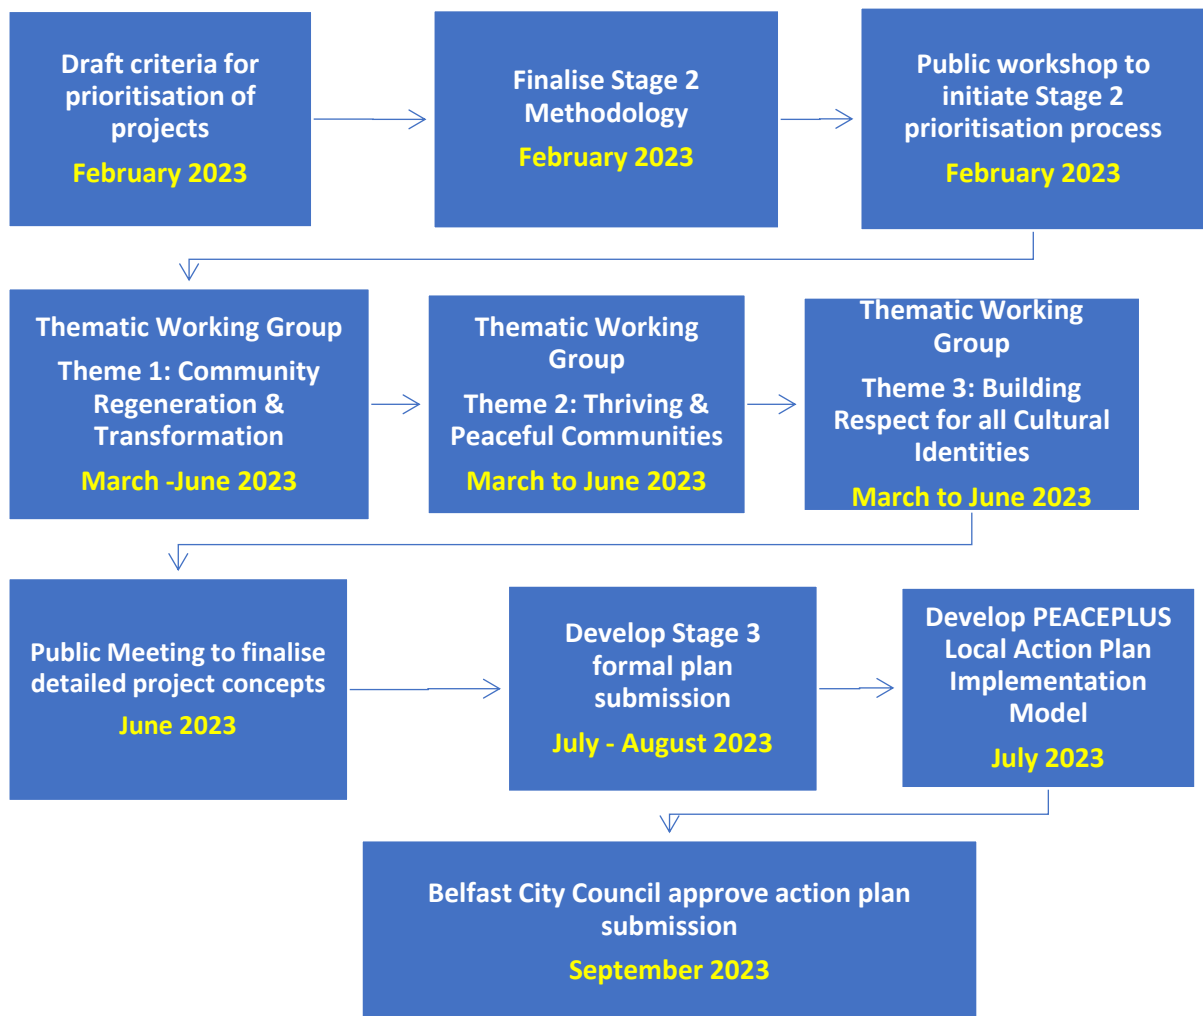 Draft criteria for
prioritisation of
projects
February 2023
Finalise Stage 2
Methodology
February 2023
Public workshop to
initiate Stage 2
prioritisation process
February 2023
Thematic Working Group
Theme 1: Community
Regeneration &
Transformation
March -June 2023
Thematic Working
Group
Theme 2: Thriving &
Peaceful Communities
March to June 2023
Thematic Working
Group
Theme 3: Building
Respect for all Cultural
Identities
March to June 2023
Public Meeting to finalise
detailed project concepts
June 2023
Develop Stage 3
formal plan
submission
July - August 2023
Develop PEACEPLUS
Local Action Plan
Implementation
Model
July 2023
Belfast City Council approve action plan
submission
September 2023